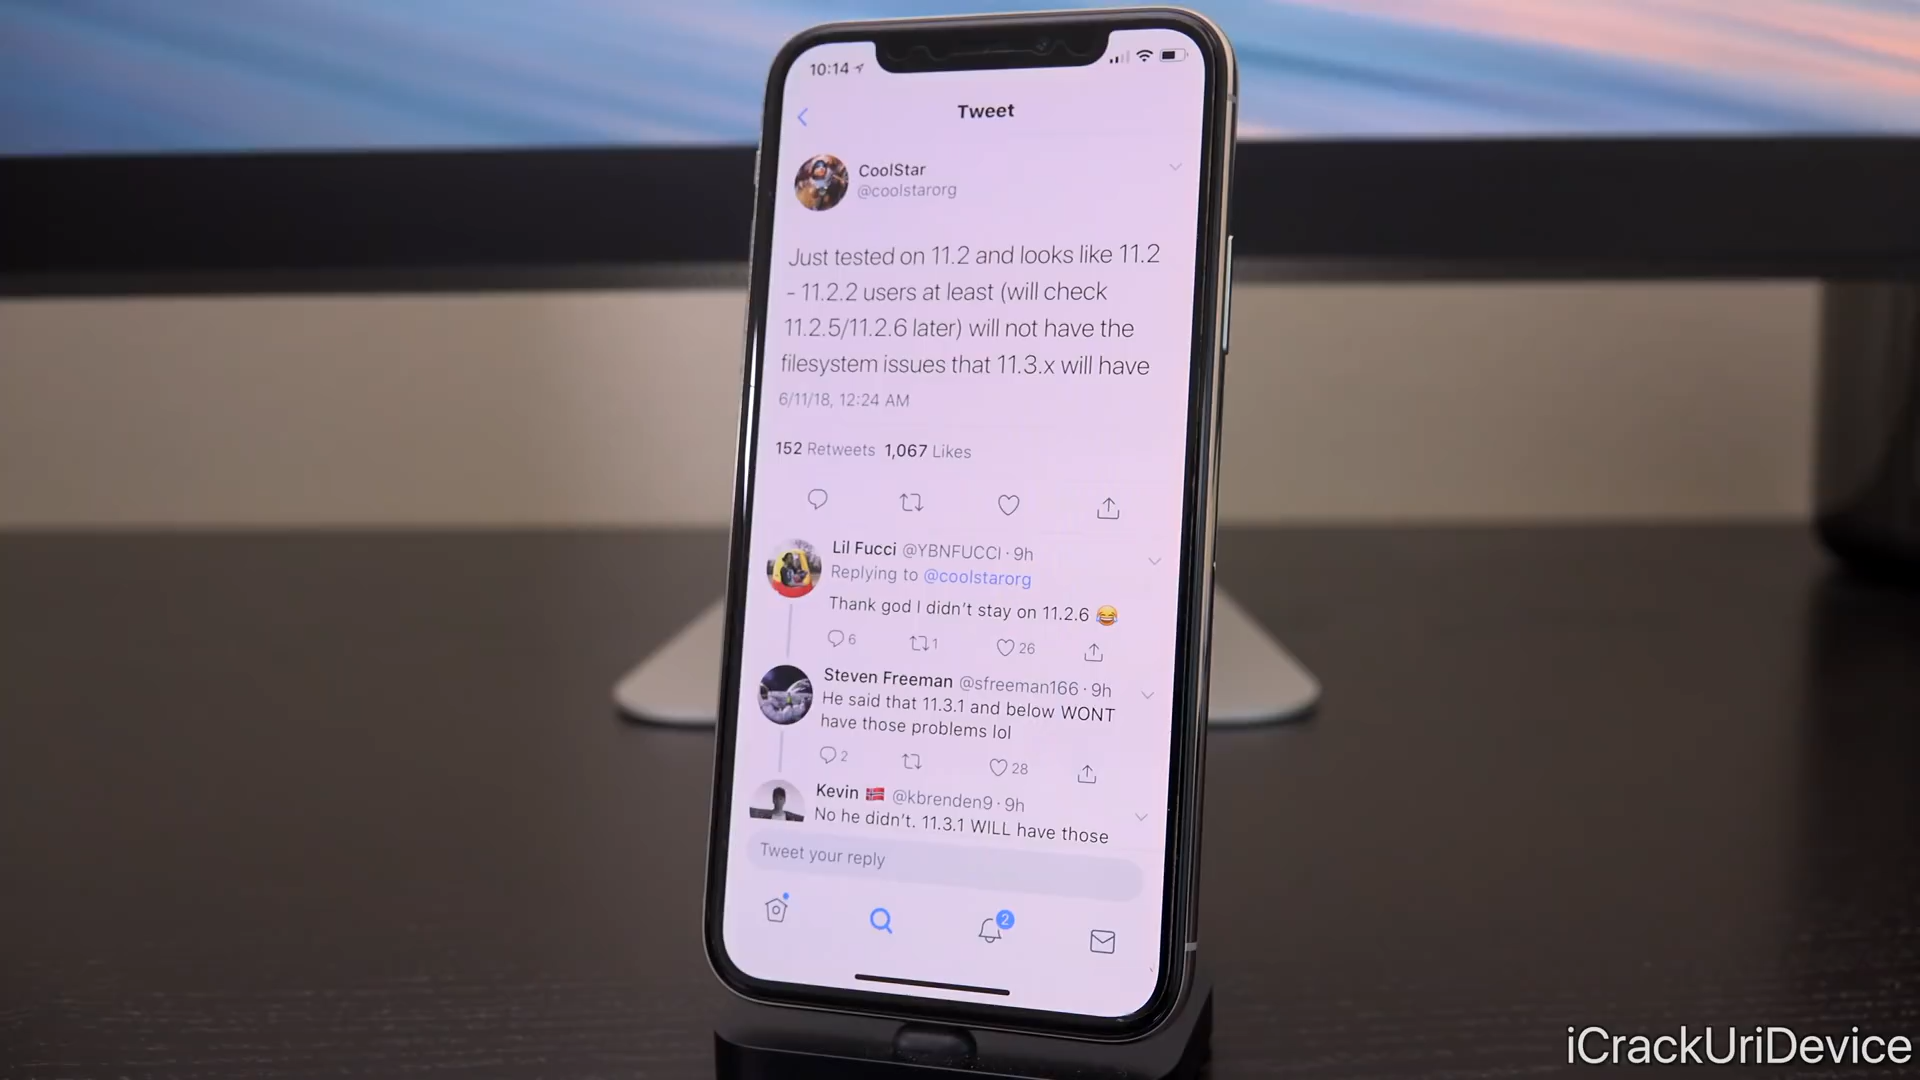 10:14
Tweet
CoolStar
@coolstarorg
Just tested on 11.2 and looks like 11.2
- 11.2.2 users at least (will check
11.2.5/11.2.6 later) will not have the
filesystem issues that 11.3.x will have
6/11/18, 12:24 AM
152 Retweets 1,067 Likes
Lil Fucci @YBNFUCCI · 9h
Replying to @coolstarorg
Thank god I didn't stay on 11.2.6 😂
6 1 26
Steven Freeman @sfreeman166 · 9h
He said that 11.3.1 and below WONT
have those problems lol
2 28
Kevin 🇳🇴 @kbrenden9 · 9h
No he didn't. 11.3.1 WILL have those
Tweet your reply
2
iCrackUriDevice